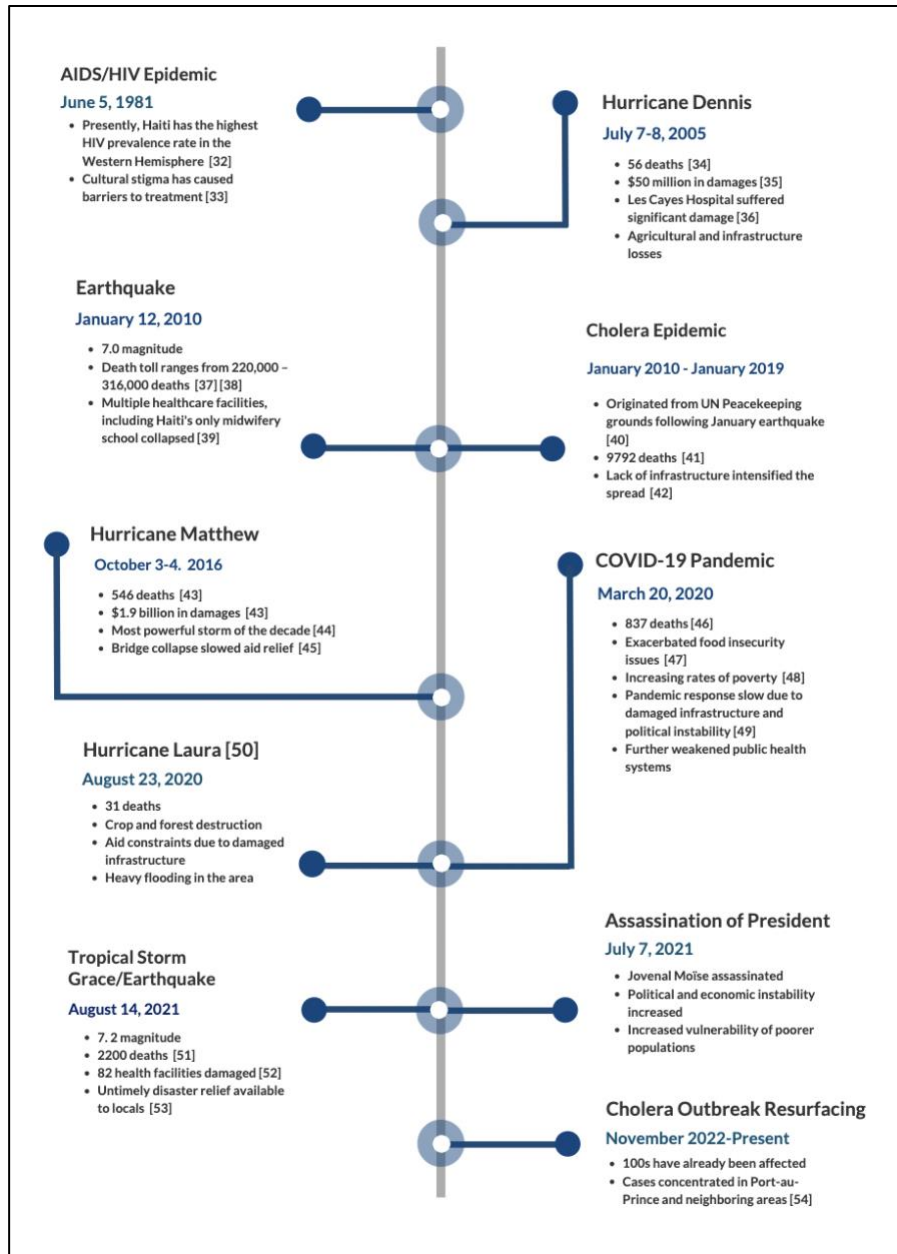 AIDS/HIV Epidemic
June 5, 1981
• Presently, Haiti has the highest
HIV prevalence rate in the
Western Hemisphere [32]
• Cultural stigma has caused
barriers to treatment [33]
Hurricane Dennis
July 7-8, 2005
• 56 deaths [34]
• $50 million in damages [35]
• Les Cayes Hospital suffered
significant damage [36]
• Agricultural and infrastructure
losses
Earthquake
January 12, 2010
• 7.0 magnitude
• Death toll ranges from 220,000 –
316,000 deaths [37] [38]
• Multiple healthcare facilities,
including Haiti's only midwifery
school collapsed [39]
Cholera Epidemic
January 2010 - January 2019
• Originated from UN Peacekeeping
grounds following January earthquake
[40]
• 9792 deaths [41]
• Lack of infrastructure intensified the
spread [42]
Hurricane Matthew
October 3-4. 2016
• 546 deaths [43]
• $1.9 billion in damages [43]
• Most powerful storm of the decade [44]
• Bridge collapse slowed aid relief [45]
COVID-19 Pandemic
March 20, 2020
• 837 deaths [46]
• Exacerbated food insecurity
issues [47]
• Increasing rates of poverty [48]
• Pandemic response slow due to
damaged infrastructure and
political instability [49]
• Further weakened public health
systems
Hurricane Laura [50]
August 23, 2020
• 31 deaths
• Crop and forest destruction
• Aid constraints due to damaged
infrastructure
• Heavy flooding in the area
Assassination of President
July 7, 2021
• Jovenal Moïse assassinated
• Political and economic instability
increased
• Increased vulnerability of poorer
populations
Tropical Storm
Grace/Earthquake
August 14, 2021
• 7. 2 magnitude
• 2200 deaths [51]
• 82 health facilities damaged [52]
• Untimely disaster relief available
to locals [53]
Cholera Outbreak Resurfacing
November 2022-Present
• 100s have already been affected
• Cases concentrated in Port-au-
Prince and neighboring areas [54]